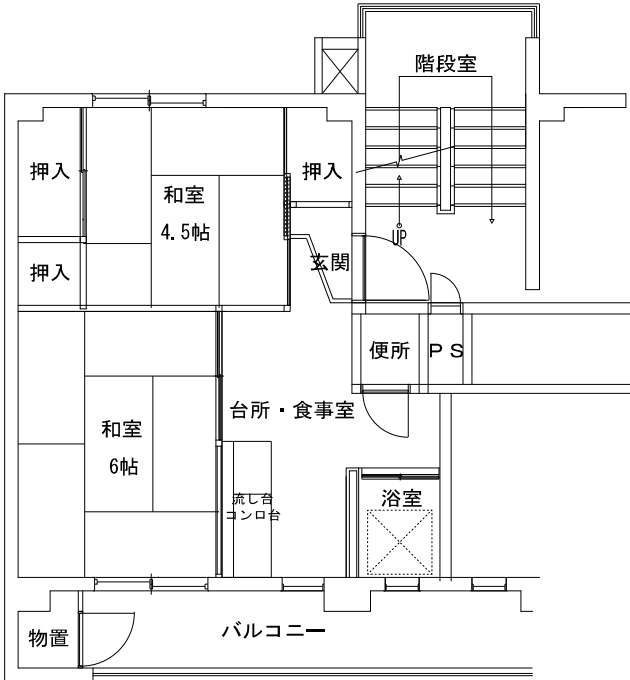 階段室
押入
和室
4.5帖
押入
押入
玄関
UP
便所
PS
台所・食事室
和室
6帖
流し台
コンロ台
浴室
物置
バルコニー